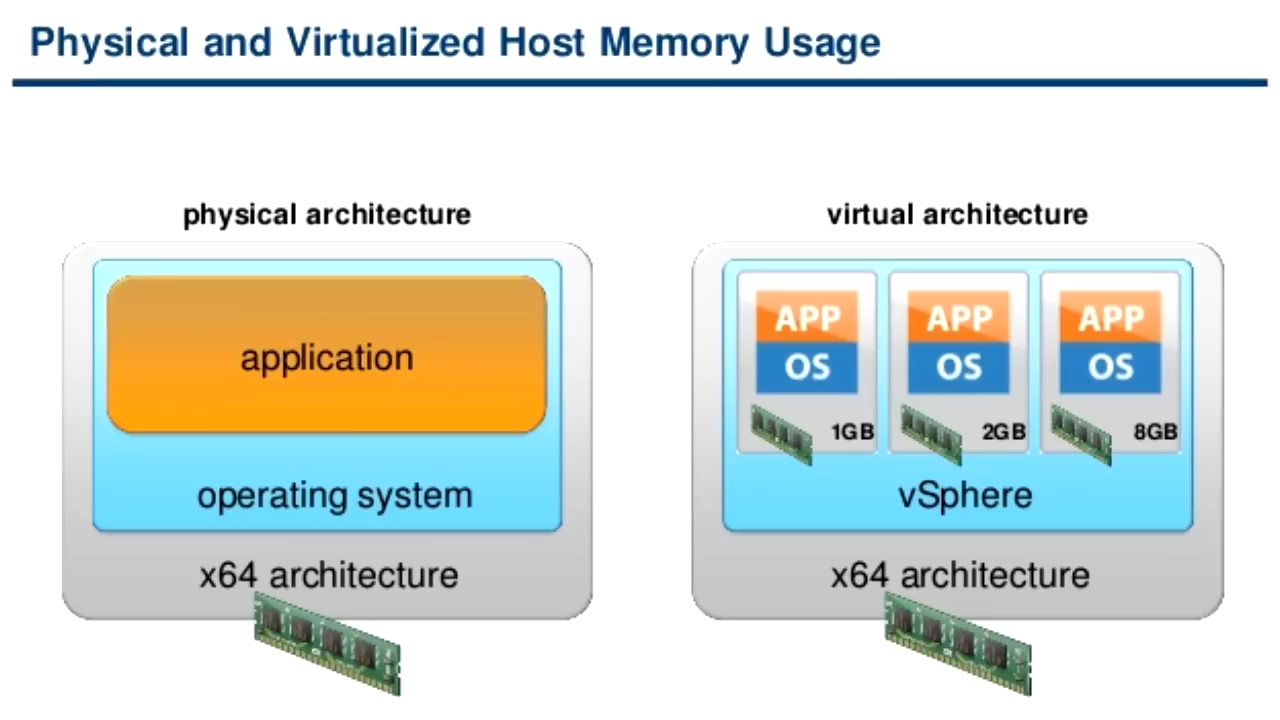 Physical and Virtualized Host Memory Usage
physical architecture
application
operating system
x64 architecture
virtual architecture
APP
OS
1GB
APP
OS
2GB
APP
OS
8GB
vSphere
x64 architecture